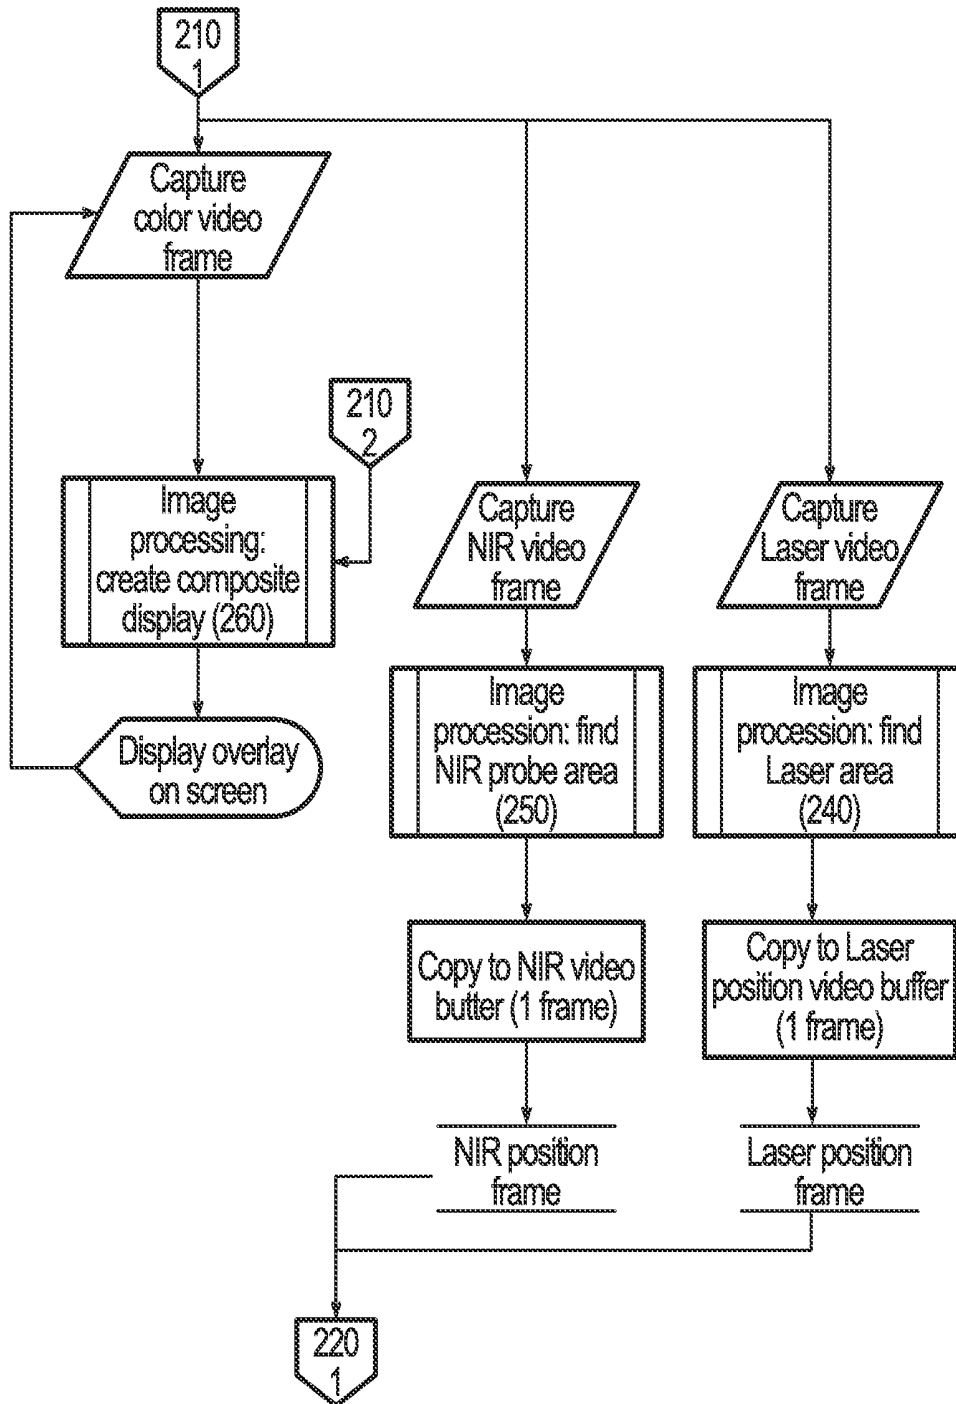 210
1
Capture
color video
frame
210
2
Image
processing:
create composite
display (260)
Display overlay
on screen
Capture
NIR video
frame
Image
procession: find
NIR probe area
(250)
Copy to NIR video
butter (1 frame)
NIR position
frame
Capture
Laser video
frame
Image
procession: find
Laser area
(240)
Copy to Laser
position video buffer
(1 frame)
Laser position
frame
220
1